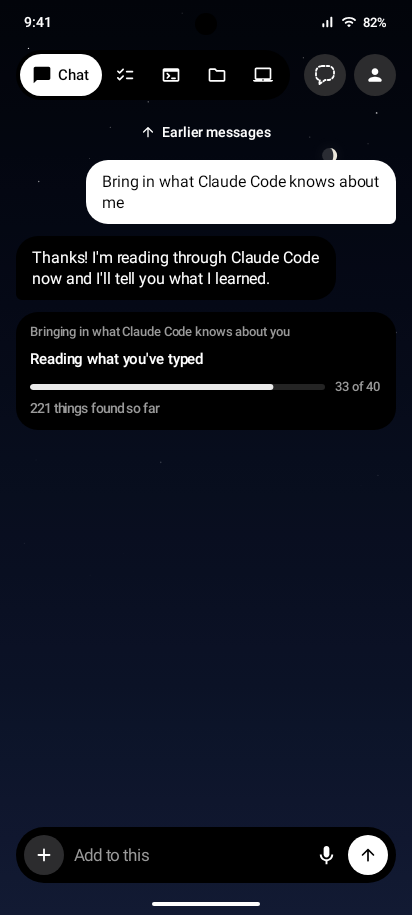 9:41
82%
Chat
Earlier messages
Bring in what Claude Code knows about
me
Thanks! I'm reading through Claude Code
now and I'll tell you what I learned.
Bringing in what Claude Code knows about you
Reading what you've typed
33 of 40
221 things found so far
Add to this